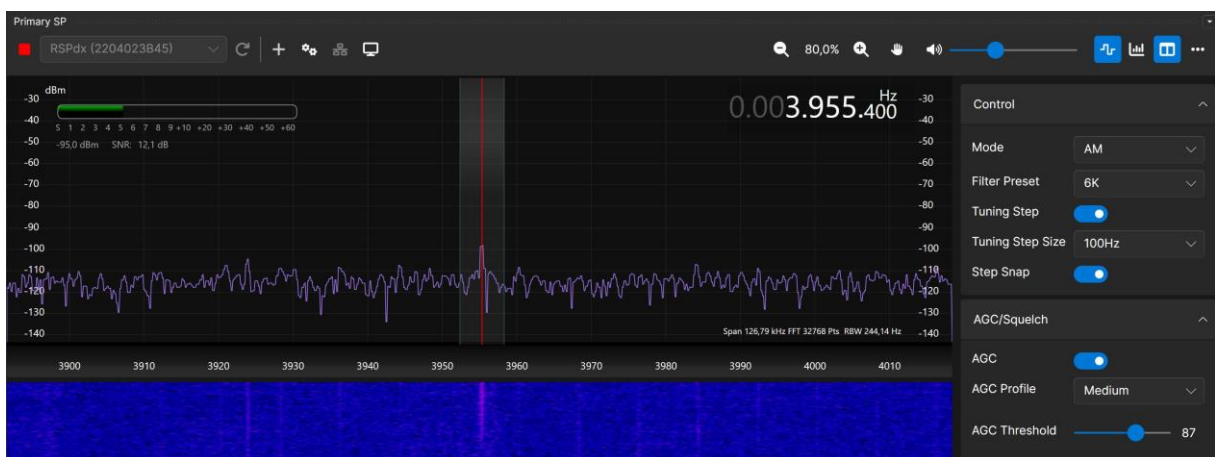 Primary SP
RSPdx (2204023B45)
80,0%
dBm
S 1 2 3 4 5 6 7 8 9 +10 +20 +30 +40 +50 +60
-95,0 dBm SNR: 12,1 dB
0.003.955.400 Hz
-30 -30
-40 -40
-50 -50
-60 -60
-70 -70
-80 -80
-90 -90
-100 -100
-110 -110
-120 -120
-130 -130
-140 -140
Span 126,79 kHz FFT 32768 Pts RBW 244,14 Hz
3900 3910 3920 3930 3940 3950 3960 3970 3980 3990 4000 4010
Control
Mode AM
Filter Preset 6K
Tuning Step
Tuning Step Size 100Hz
Step Snap
AGC/Squelch
AGC
AGC Profile Medium
AGC Threshold 87